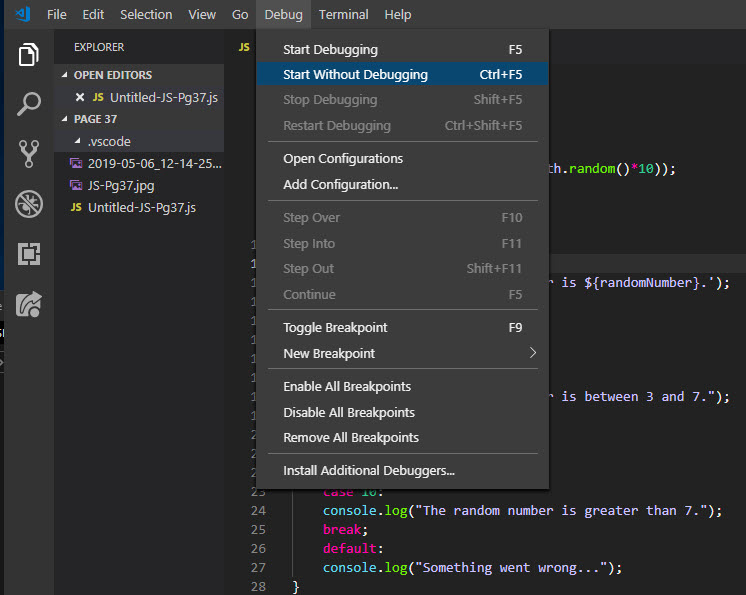 File Edit Selection View Go Debug Terminal Help
EXPLORER
OPEN EDITORS
JS Untitled-JS-Pg37.js
PAGE 37
.vscode
2019-05-06_12-14-25...
JS-Pg37.jpg
JS Untitled-JS-Pg37.js
JS
Start Debugging F5
Start Without Debugging Ctrl+F5
Stop Debugging Shift+F5
Restart Debugging Ctrl+Shift+F5
Open Configurations
Add Configuration...
Step Over F10
Step Into F11
Step Out Shift+F11
Continue F5
Toggle Breakpoint F9
New Breakpoint
Enable All Breakpoints
Disable All Breakpoints
Remove All Breakpoints
Install Additional Debuggers...
th.random()*10));
r is ${randomNumber}.');
r is between 3 and 7.");
23 case 10:
24 console.log("The random number is greater than 7.");
25 break;
26 default:
27 console.log("Something went wrong...");
28 }